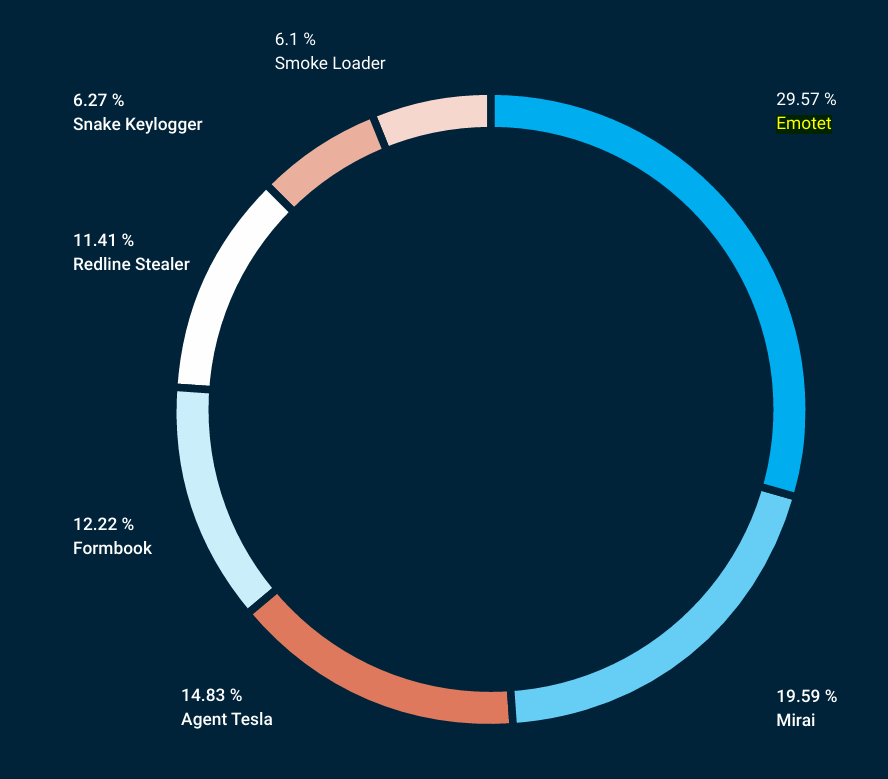 6.1 %
Smoke Loader
6.27 %
Snake Keylogger
29.57 %
Emotet
11.41 %
Redline Stealer
12.22 %
Formbook
14.83 %
Agent Tesla
19.59 %
Mirai